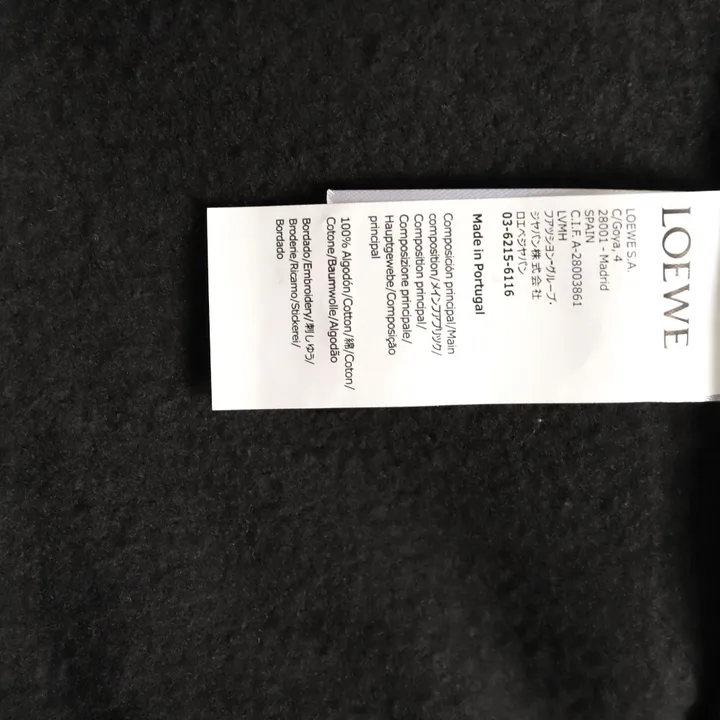 LOEWE
LOEWE S.A.
C/Goya, 4
28001- Madrid
SPAIN
C.I.F. A-28003861
LVMH
ファッション・グループ・
ジャパン株式会社
ロエベジャパン
03-6215-6116
Made in Portugal
Composición principal/Main
composition/メインファブリック/
Composition principal/
Composizione principale/
Hauptgewebe/Composição
principal
100% Algodón/Cotton/綿/Coton/
Cotone/Baumwolle/Algodão
Bordado/Embroidery/刺しゅう/
Broderie/Ricamo/Stickerei/
Bordado